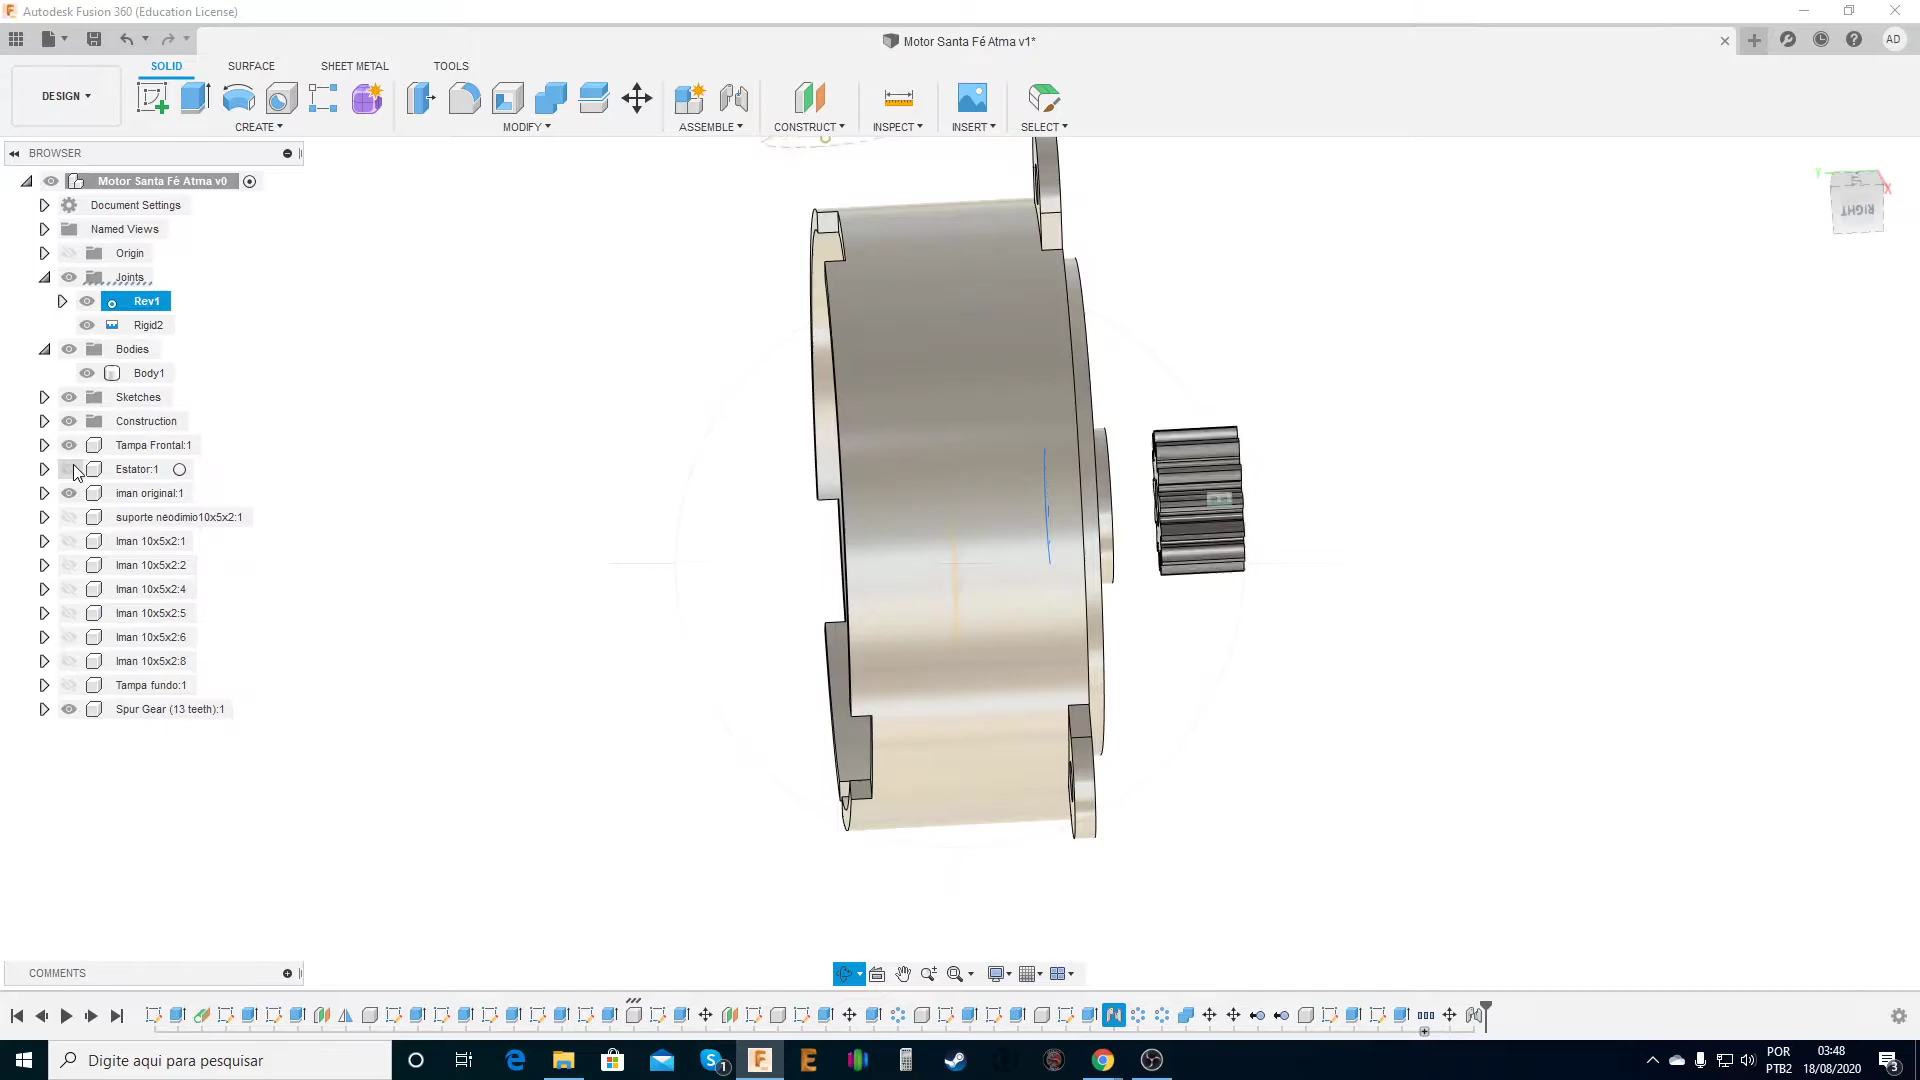 Autodesk Fusion 360 (Education License)
Motor Santa Fé Atma v1*
AD
SOLID SURFACE SHEET METAL TOOLS
DESIGN
CREATE MODIFY ASSEMBLE CONSTRUCT INSPECT INSERT SELECT
BROWSER
Motor Santa Fé Atma v0
Document Settings
Named Views
Origin
Joints
Rev1
Rigid2
Bodies
Body1
Sketches
Construction
Tampa Frontal:1
Estator:1
iman original:1
suporte neodimio10x5x2:1
Iman 10x5x2:1
Iman 10x5x2:2
Iman 10x5x2:4
Iman 10x5x2:5
Iman 10x5x2:6
Iman 10x5x2:8
Tampa fundo:1
Spur Gear (13 teeth):1
Y
X
RIGHT
COMMENTS
Digite aqui para pesquisar
1
POR
PTB2
03:48
18/08/2020
3